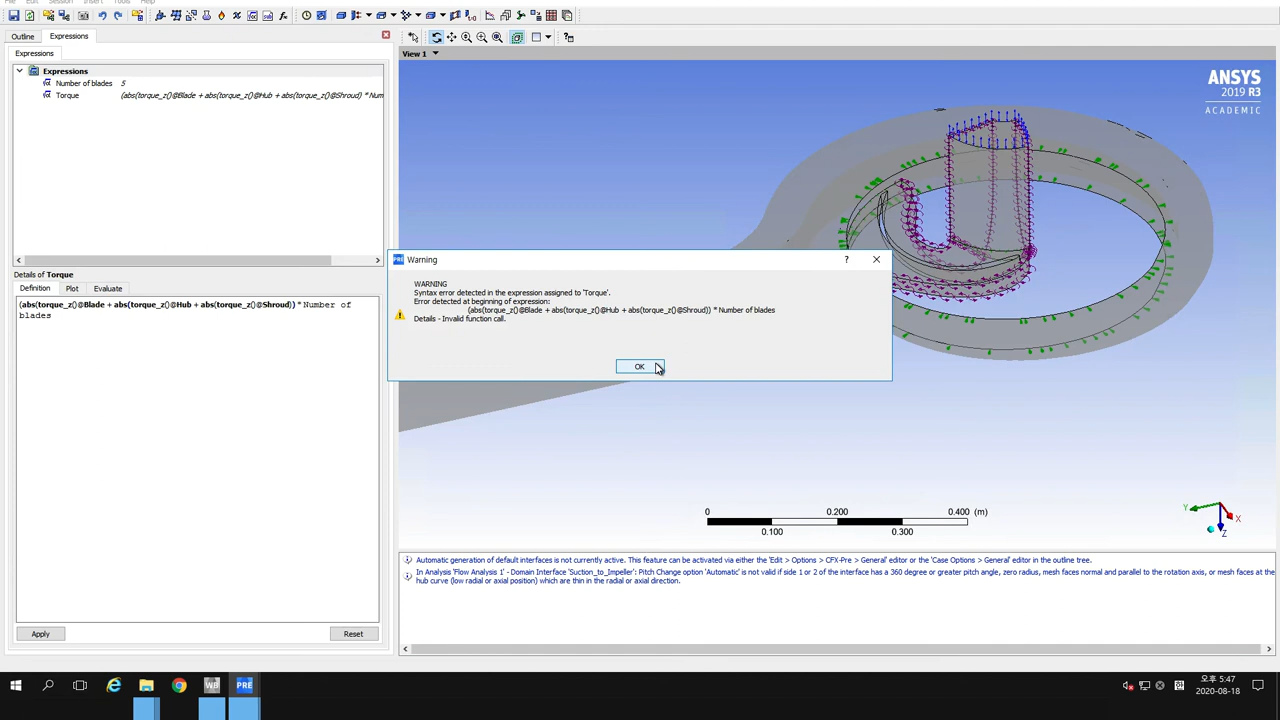 File Edit Session Insert Tools Help
Outline Expressions
Expressions
Expressions
Number of blades 5
Torque (abs(torque_z()@Blade + abs(torque_z()@Hub + abs(torque_z()@Shroud)) * Num
Details of Torque
Definition Plot Evaluate
(abs(torque_z()@Blade + abs(torque_z()@Hub + abs(torque_z()@Shroud)) * Number of
blades
Apply Reset
View 1
ANSYS
2019 R3
ACADEMIC
PRE Warning ?
WARNING
Syntax error detected in the expression assigned to 'Torque'.
Error detected at beginning of expression:
(abs(torque_z()@Blade + abs(torque_z()@Hub + abs(torque_z()@Shroud)) * Number of blades
Details - Invalid function call.
OK
0 0.200 0.400 (m)
0.100 0.300
Y X
Z
Automatic generation of default interfaces is not currently active. This feature can be activated via either the 'Edit > Options > CFX-Pre > General' editor or the 'Case Options > General' editor in the outline tree.
In Analysis 'Flow Analysis 1' - Domain Interface 'Suction_to_Impeller': Pitch Change option 'Automatic' is not valid if side 1 or 2 of the interface has a 360 degree or greater pitch angle, zero radius, mesh faces normal and parallel to the rotation axis, or mesh faces at the
hub curve (low radial or axial position) which are thin in the radial or axial direction.
WB PRE
오후 5:47
2020-08-18